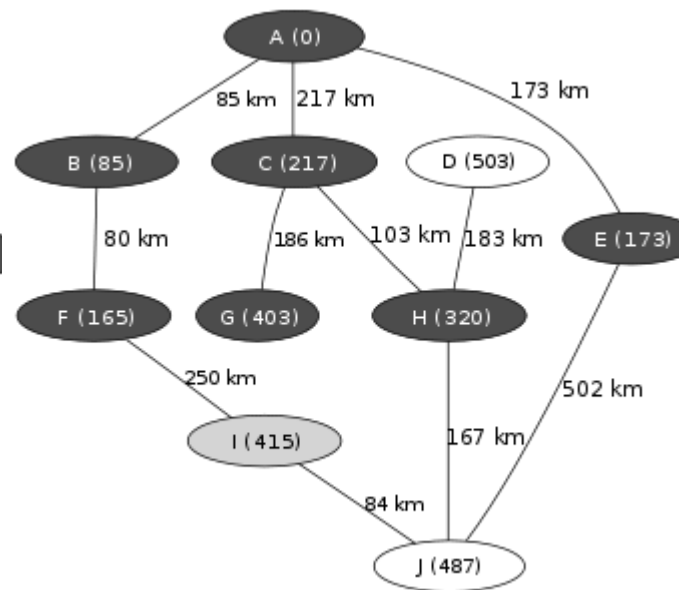 A (0)
173 km
85 km
217 km
B (85)
C (217)
D (503)
80 km
186 km
103 km
183 km
E (173)
F (165)
G (403)
H (320)
250 km
502 km
I (415)
167 km
84 km
J (487)